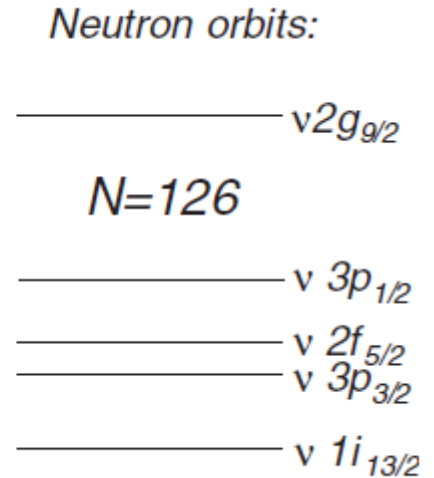 Neutron orbits:
ν2g9/2
N=126
ν 3p1/2
ν 2f5/2
ν 3p3/2
ν 1i13/2